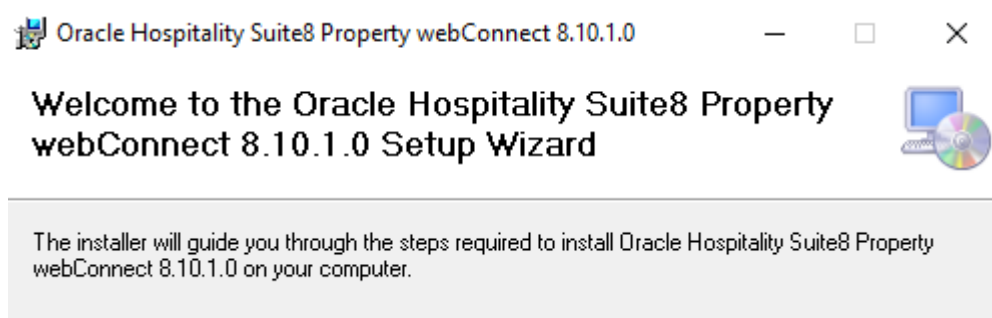 Oracle Hospitality Suite8 Property webConnect 8.10.1.0
Welcome to the Oracle Hospitality Suite8 Property
webConnect 8.10.1.0 Setup Wizard
The installer will guide you through the steps required to install Oracle Hospitality Suite8 Property
webConnect 8.10.1.0 on your computer.